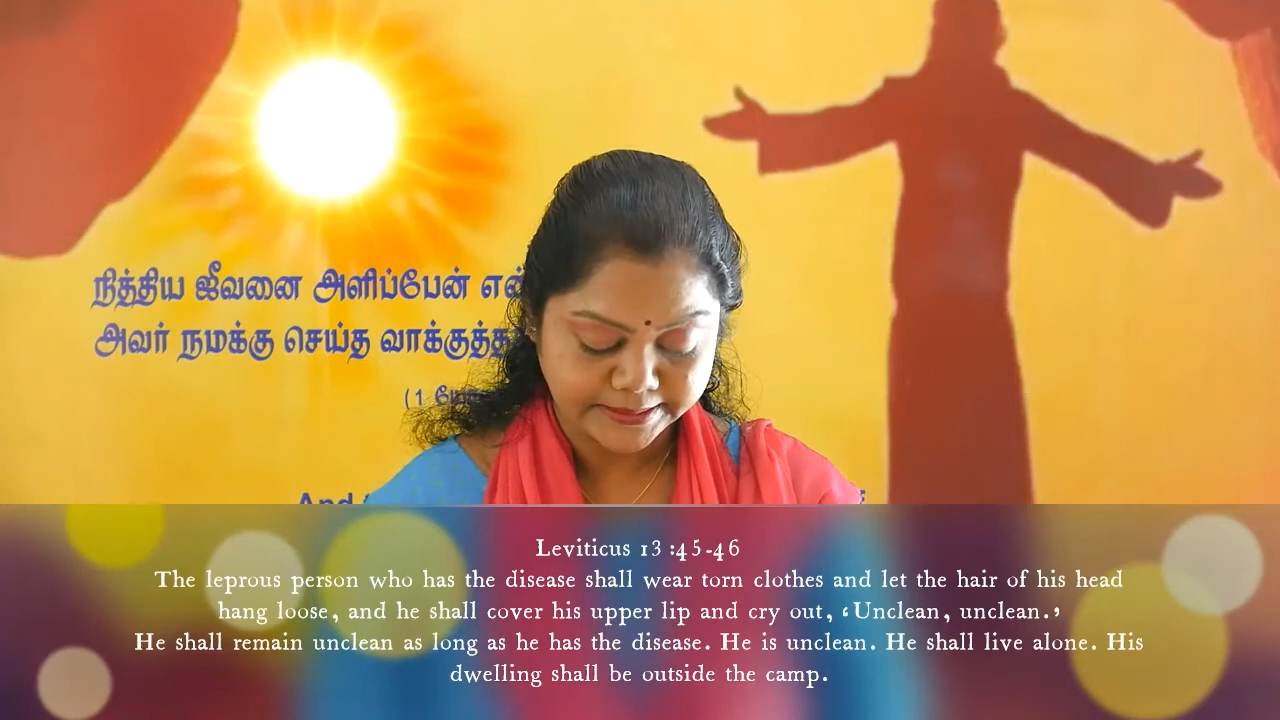 நித்திய ஜீவனை அளிப்பேன்
அவர் நமக்கு செய்த
(1
And
Leviticus 13 :45-46
The leprous person who has the disease shall wear torn clothes and let the hair of his head
hang loose, and he shall cover his upper lip and cry out, ‘Unclean, unclean.’
He shall remain unclean as long as he has the disease. He is unclean. He shall live alone. His
dwelling shall be outside the camp.